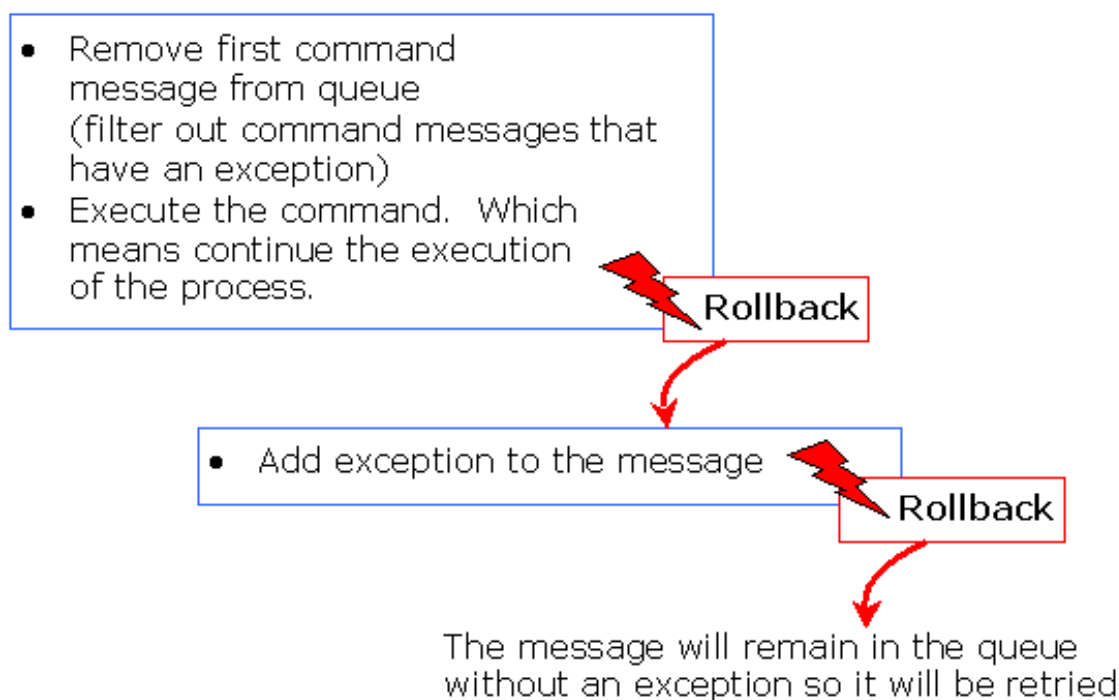 • Remove first command
message from queue
(filter out command messages that
have an exception)
• Execute the command. Which
means continue the execution
of the process.
Rollback
• Add exception to the message
Rollback
The message will remain in the queue
without an exception so it will be retried